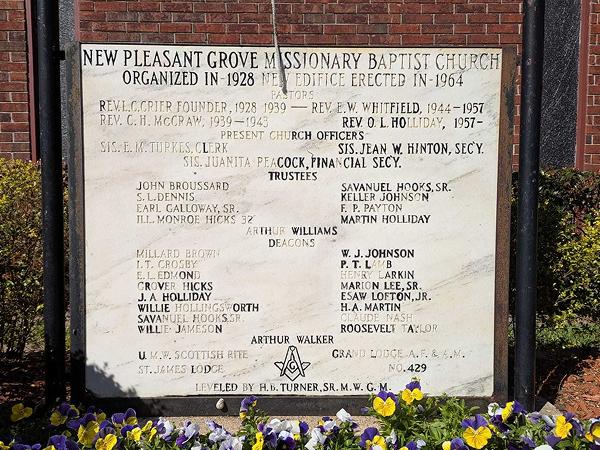 NEW PLEASANT GROVE MISSIONARY BAPTIST CHURCH
ORGANIZED IN-1928 NEW EDIFICE ERECTED IN-1964
PASTORS
REV. L.C. GRIER FOUNDER, 1928 1939 — REV. E.W. WHITFIELD, 1944-1957
REV. C. H. McGRAW, 1939-1943 REV. O. L. HOLLIDAY, 1957-
PRESENT CHURCH OFFICERS
SIS. E. M. TURKES, CLERK SIS. JEAN W. HINTON, SEC'Y.
SIS. JUANITA PEACOCK, FINANCIAL SEC'Y.
TRUSTEES
JOHN BROUSSARD SAVANUEL HOOKS, SR.
S. L. DENNIS KELLER JOHNSON
EARL GALLOWAY, SR. F. P. PAYTON
ILL. MONROE HICKS 32° MARTIN HOLLIDAY
ARTHUR WILLIAMS
DEACONS
MILLARD BROWN W. J. JOHNSON
I. T. CROSBY P. T. LAMB
E. L. EDMOND HENRY LARKIN
GROVER HICKS MARION LEE, SR.
J. A HOLLIDAY ESAW LOFTON, JR.
WILLIE HOLLINGSWORTH H. A. MARTIN
SAVANUEL HOOKS, SR. CLAUDE NASH
WILLIE JAMESON ROOSEVELT TAYLOR
ARTHUR WALKER
U. M. W. SCOTTISH RITE G GRAND LODGE A. F. & A. M.
ST. JAMES LODGE NO. 429
LEVELED BY H. B. TURNER, SR. M. W. G. M.